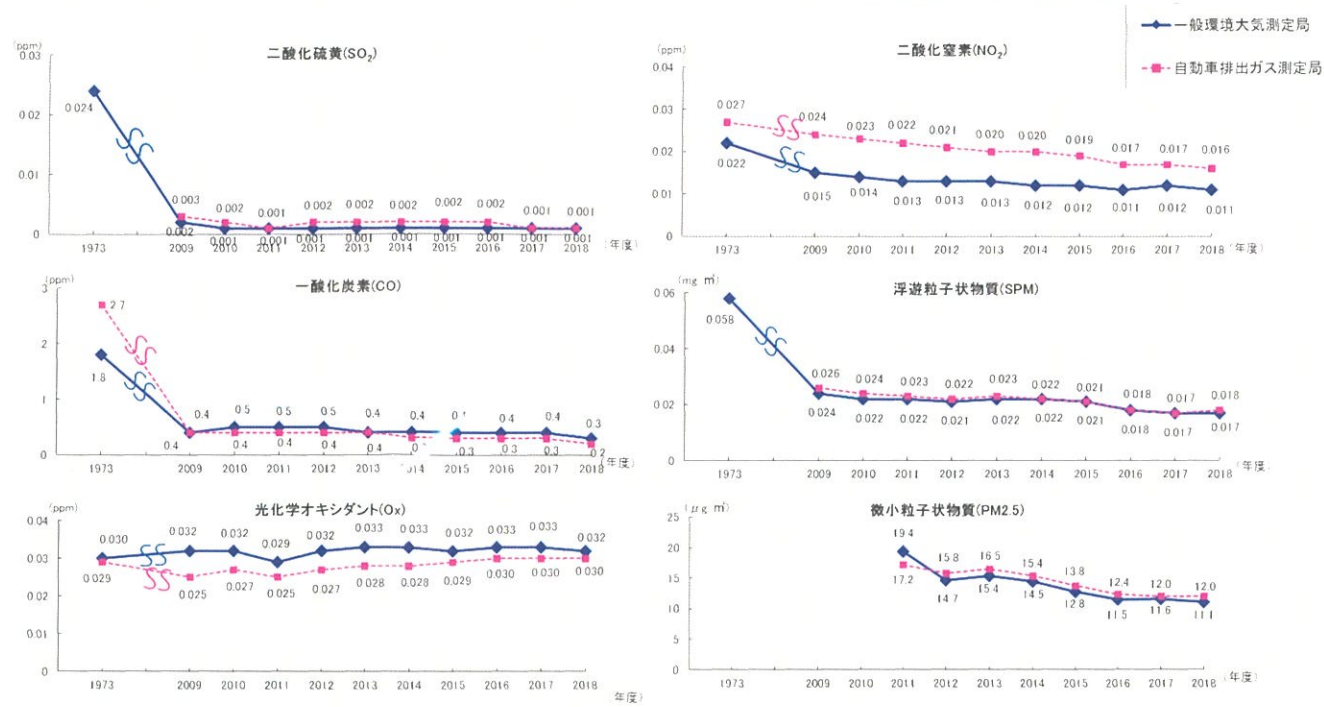 一般環境大気測定局
自動車排出ガス測定局
(ppm)
二酸化硫黄(SO₂)
0.03
0.02
0.01
0
0.024
0.003 0.002 0.001 0.002 0.002 0.002 0.002 0.002 0.001 0.001
0.002 0.001 0.001 0.001 0.001 0.001 0.001 0.001 0.001 0.001
1973 2009 2010 2011 2012 2013 2014 2015 2016 2017 2018 (年度)
(ppm)
二酸化窒素(NO₂)
0.04
0.03
0.02
0.01
0
0.027 0.024 0.023 0.022 0.021 0.020 0.020 0.019 0.017 0.017 0.016
0.022 0.015 0.014 0.013 0.013 0.013 0.012 0.012 0.011 0.012 0.011
1973 2009 2010 2011 2012 2013 2014 2015 2016 2017 2018 (年度)
(ppm)
一酸化炭素(CO)
3
2
1
0
2.7
1.8
0.4 0.5 0.5 0.5 0.4 0.4 0.4 0.4 0.3
0.4 0.4 0.4 0.4 0.4 0.3 0.3 0.3 0.2
1973 2009 2010 2011 2012 2013 2014 2015 2016 2017 2018 (年度)
(mg ㎥)
浮遊粒子状物質(SPM)
0.06
0.04
0.02
0
0.058
0.026 0.024 0.023 0.022 0.023 0.022 0.021 0.018 0.017 0.018
0.024 0.022 0.022 0.021 0.022 0.022 0.021 0.018 0.017 0.017
1973 2009 2010 2011 2012 2013 2014 2015 2016 2017 2018 (年度)
(ppm)
光化学オキシダント(Ox)
0.04
0.03
0.02
0.01
0
0.030 0.032 0.032 0.029 0.032 0.033 0.033 0.032 0.033 0.033 0.032
0.029 0.025 0.027 0.025 0.027 0.028 0.028 0.029 0.030 0.030 0.030
1973 2009 2010 2011 2012 2013 2014 2015 2016 2017 2018
年度)
(μg ㎥)
微小粒子状物質(PM2.5)
25
20
15
10
5
0
19.4 15.8 16.5 15.4 13.8 12.4 12.0 12.0
17.2 14.7 15.4 14.5 12.8 11.5 11.6 11.1
1973 2009 2010 2011 2012 2013 2014 2015 2016 2017 2018 (年度)